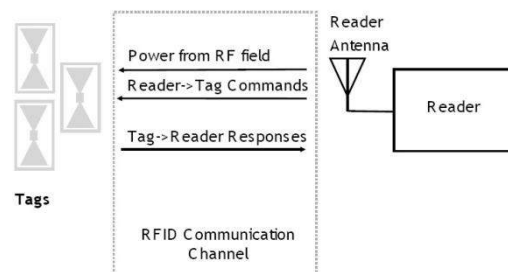 Reader
Antenna
Power from RF field
Reader->Tag Commands
Reader
Tag->Reader Responses
Tags
RFID Communication
Channel